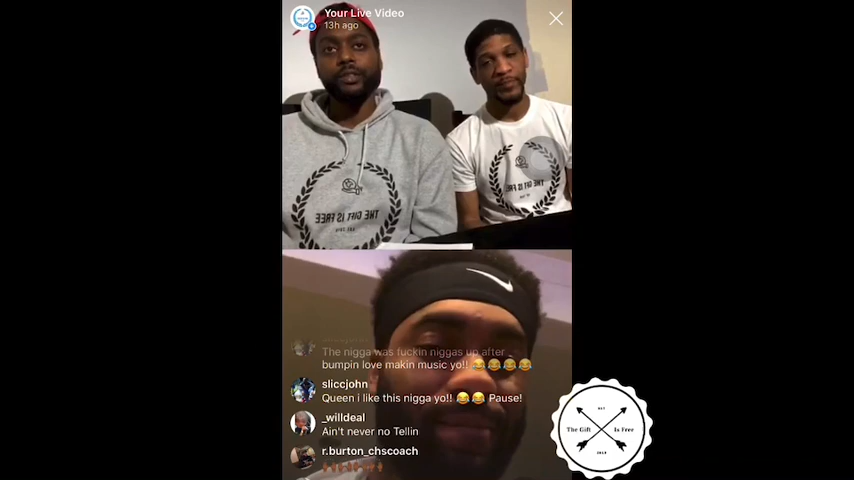 Your Live Video
13h ago
THE GIFT IS FREE
THE GIFT IS FREE
The nigga was fuckin niggas up after
bumpin love makin music yo!! 😂😂😂😂
sliccjohn
Queen i like this nigga yo!! 😂😂 Pause!
_willdeal
Ain't never no Tellin
r.burton_chscoach
EST
The Gift Is Free
2018